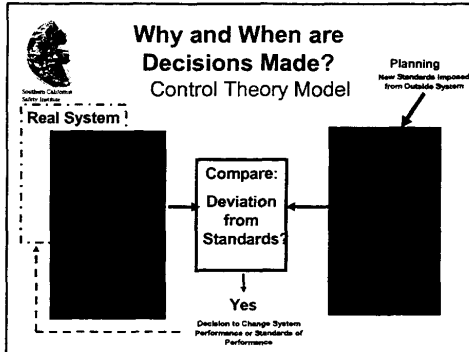 Why and When are
Decisions Made?
Control Theory Model
Southern California
Safety Institute
Planning
New Standards Imposed
from Outside System
Real System
Compare:
Deviation
from
Standards?
Yes
Decision to Change System
Performance or Standards of
Performance